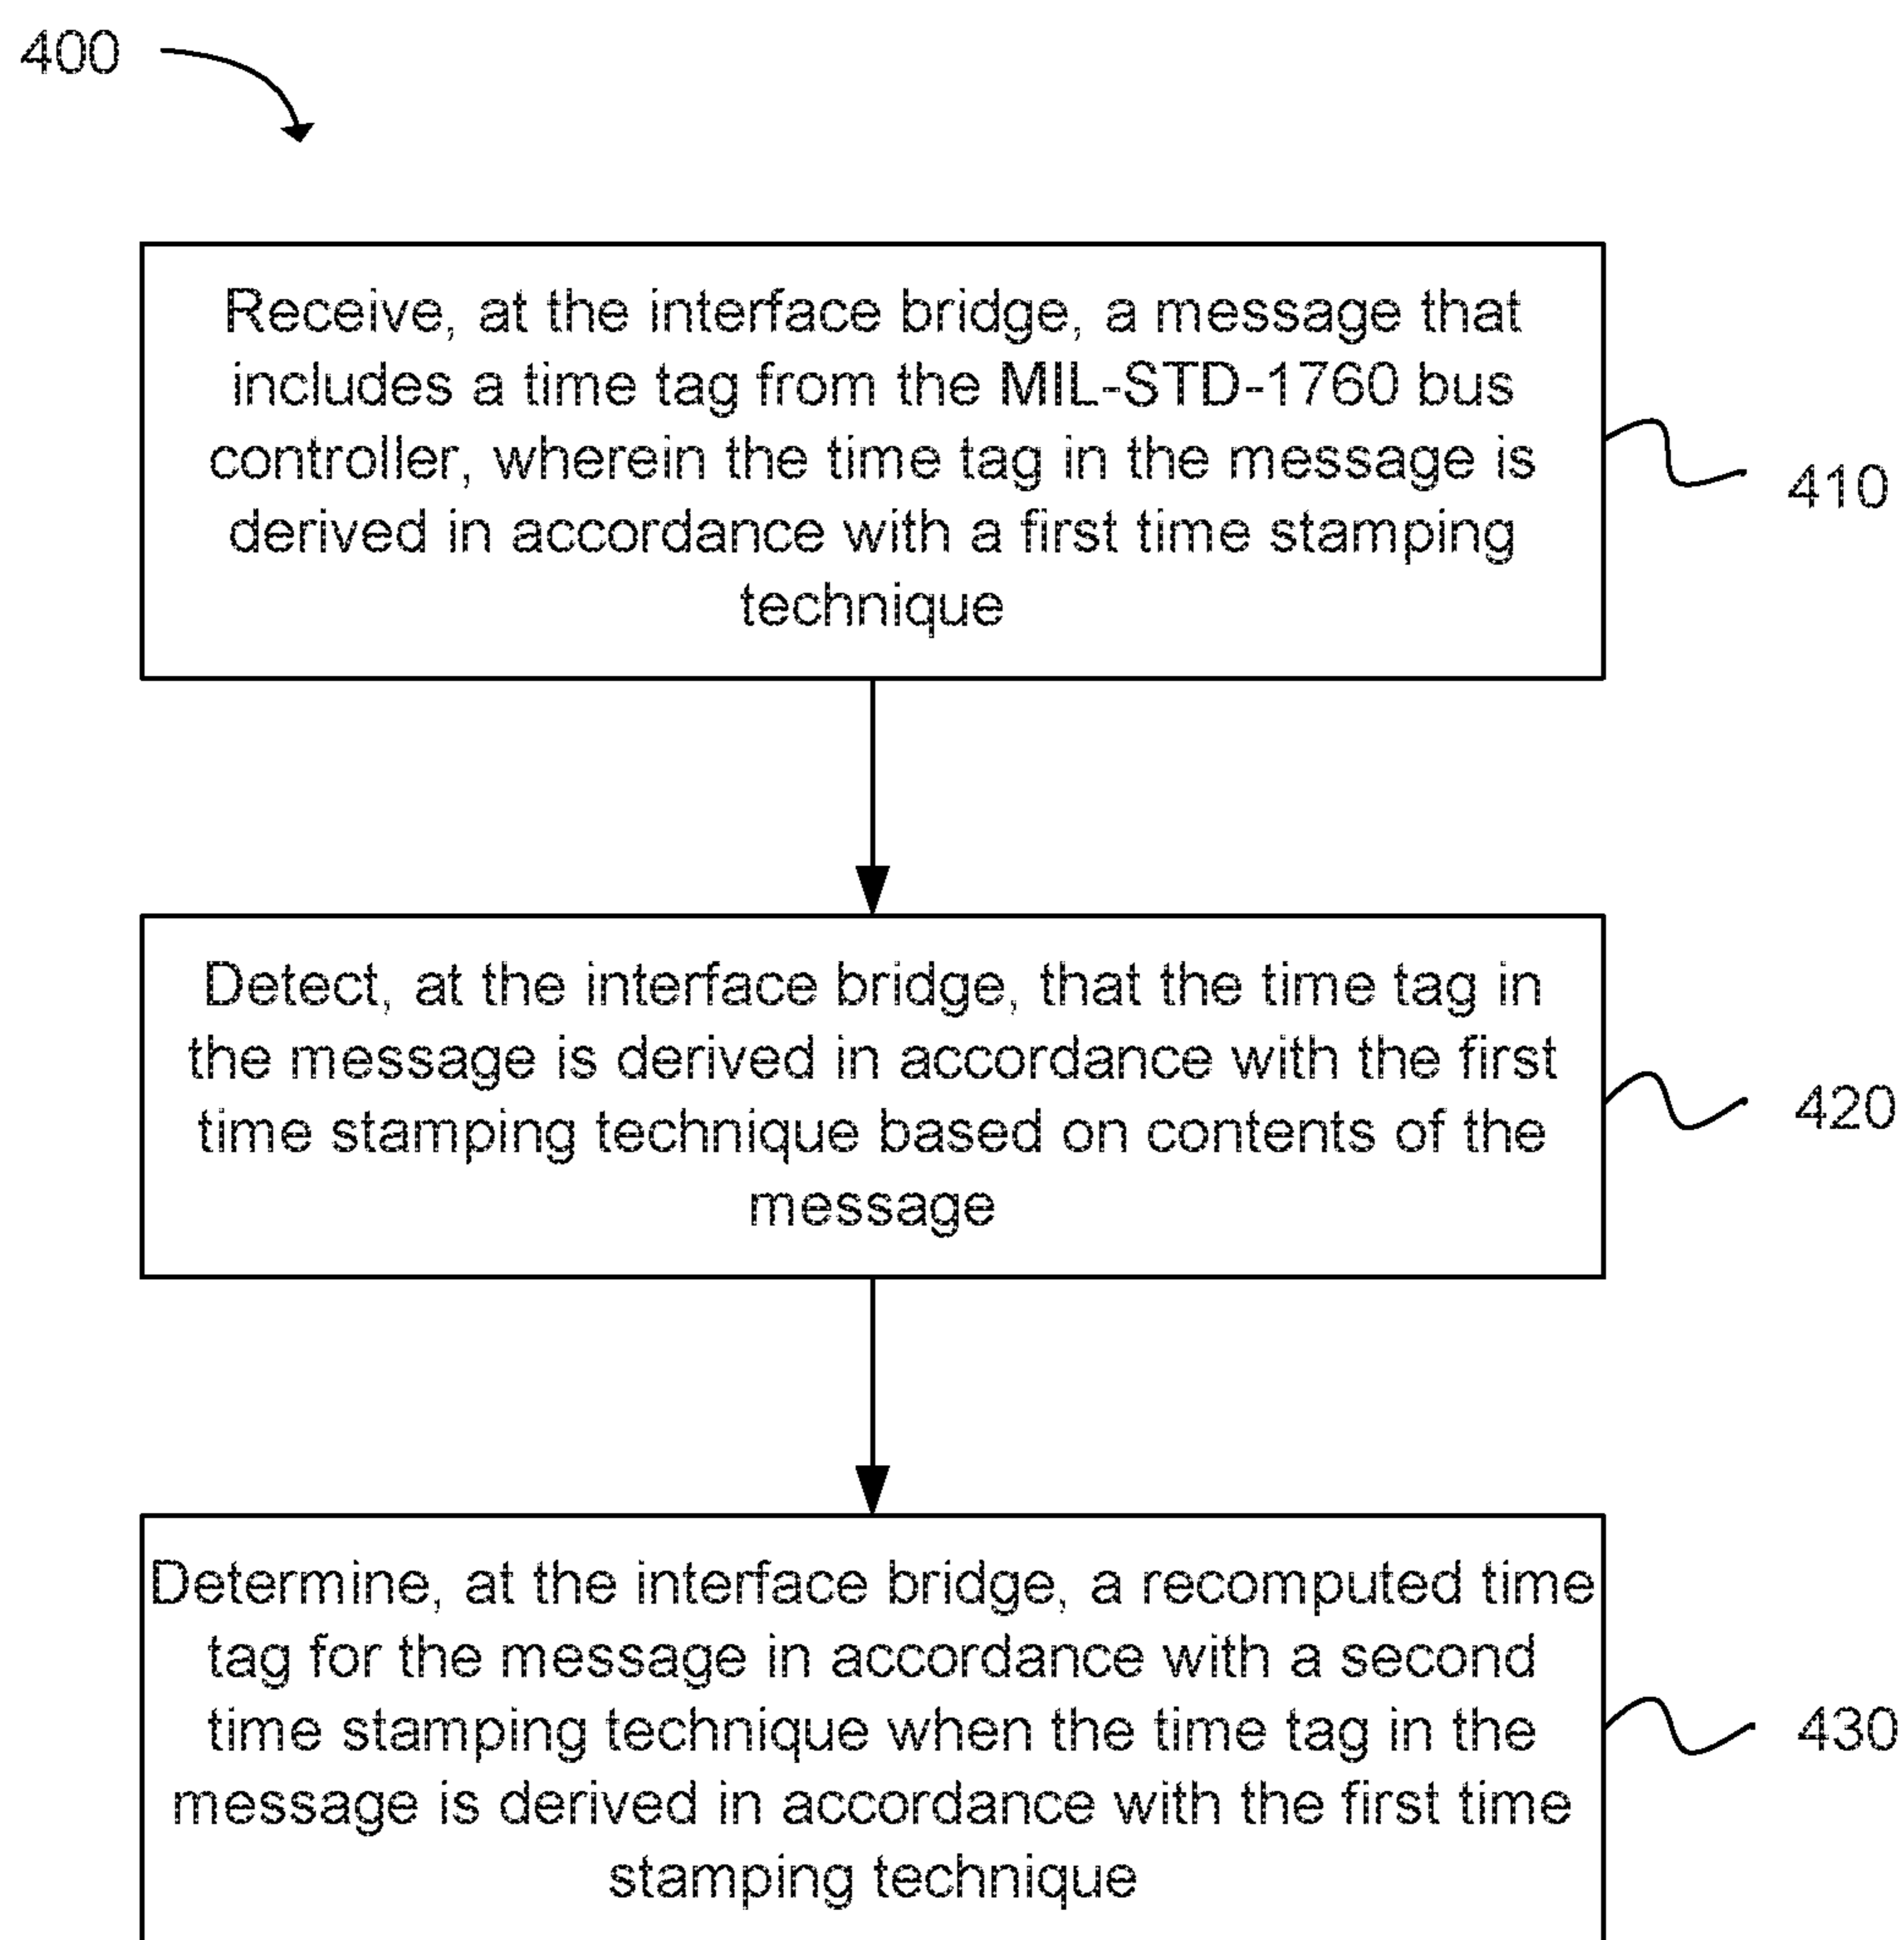 400
Receive, at the interface bridge, a message that
includes a time tag from the MIL-STD-1760 bus
controller, wherein the time tag in the message is
derived in accordance with a first time stamping
technique
410
Detect, at the interface bridge, that the time tag in
the message is derived in accordance with the first
time stamping technique based on contents of the
message
420
Determine, at the interface bridge, a recomputed time
tag for the message in accordance with a second
time stamping technique when the time tag in the
message is derived in accordance with the first time
stamping technique
430